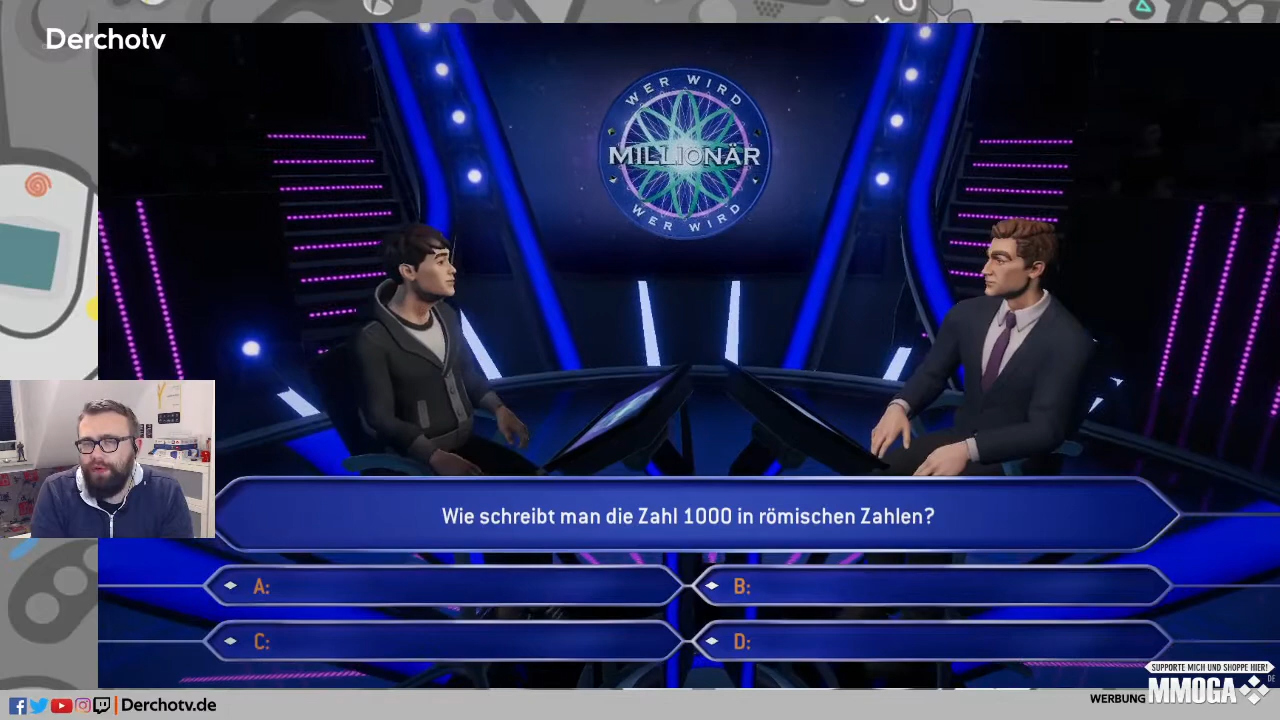 Derchotv
WER WIRD
MILLIONÄR
WER WIRD
Wie schreibt man die Zahl 1000 in römischen Zahlen?
A:
B:
C:
D:
SUPPORTE MICH UND SHOPPE HIER!
WERBUNG MMOGA DE
Derchotv.de